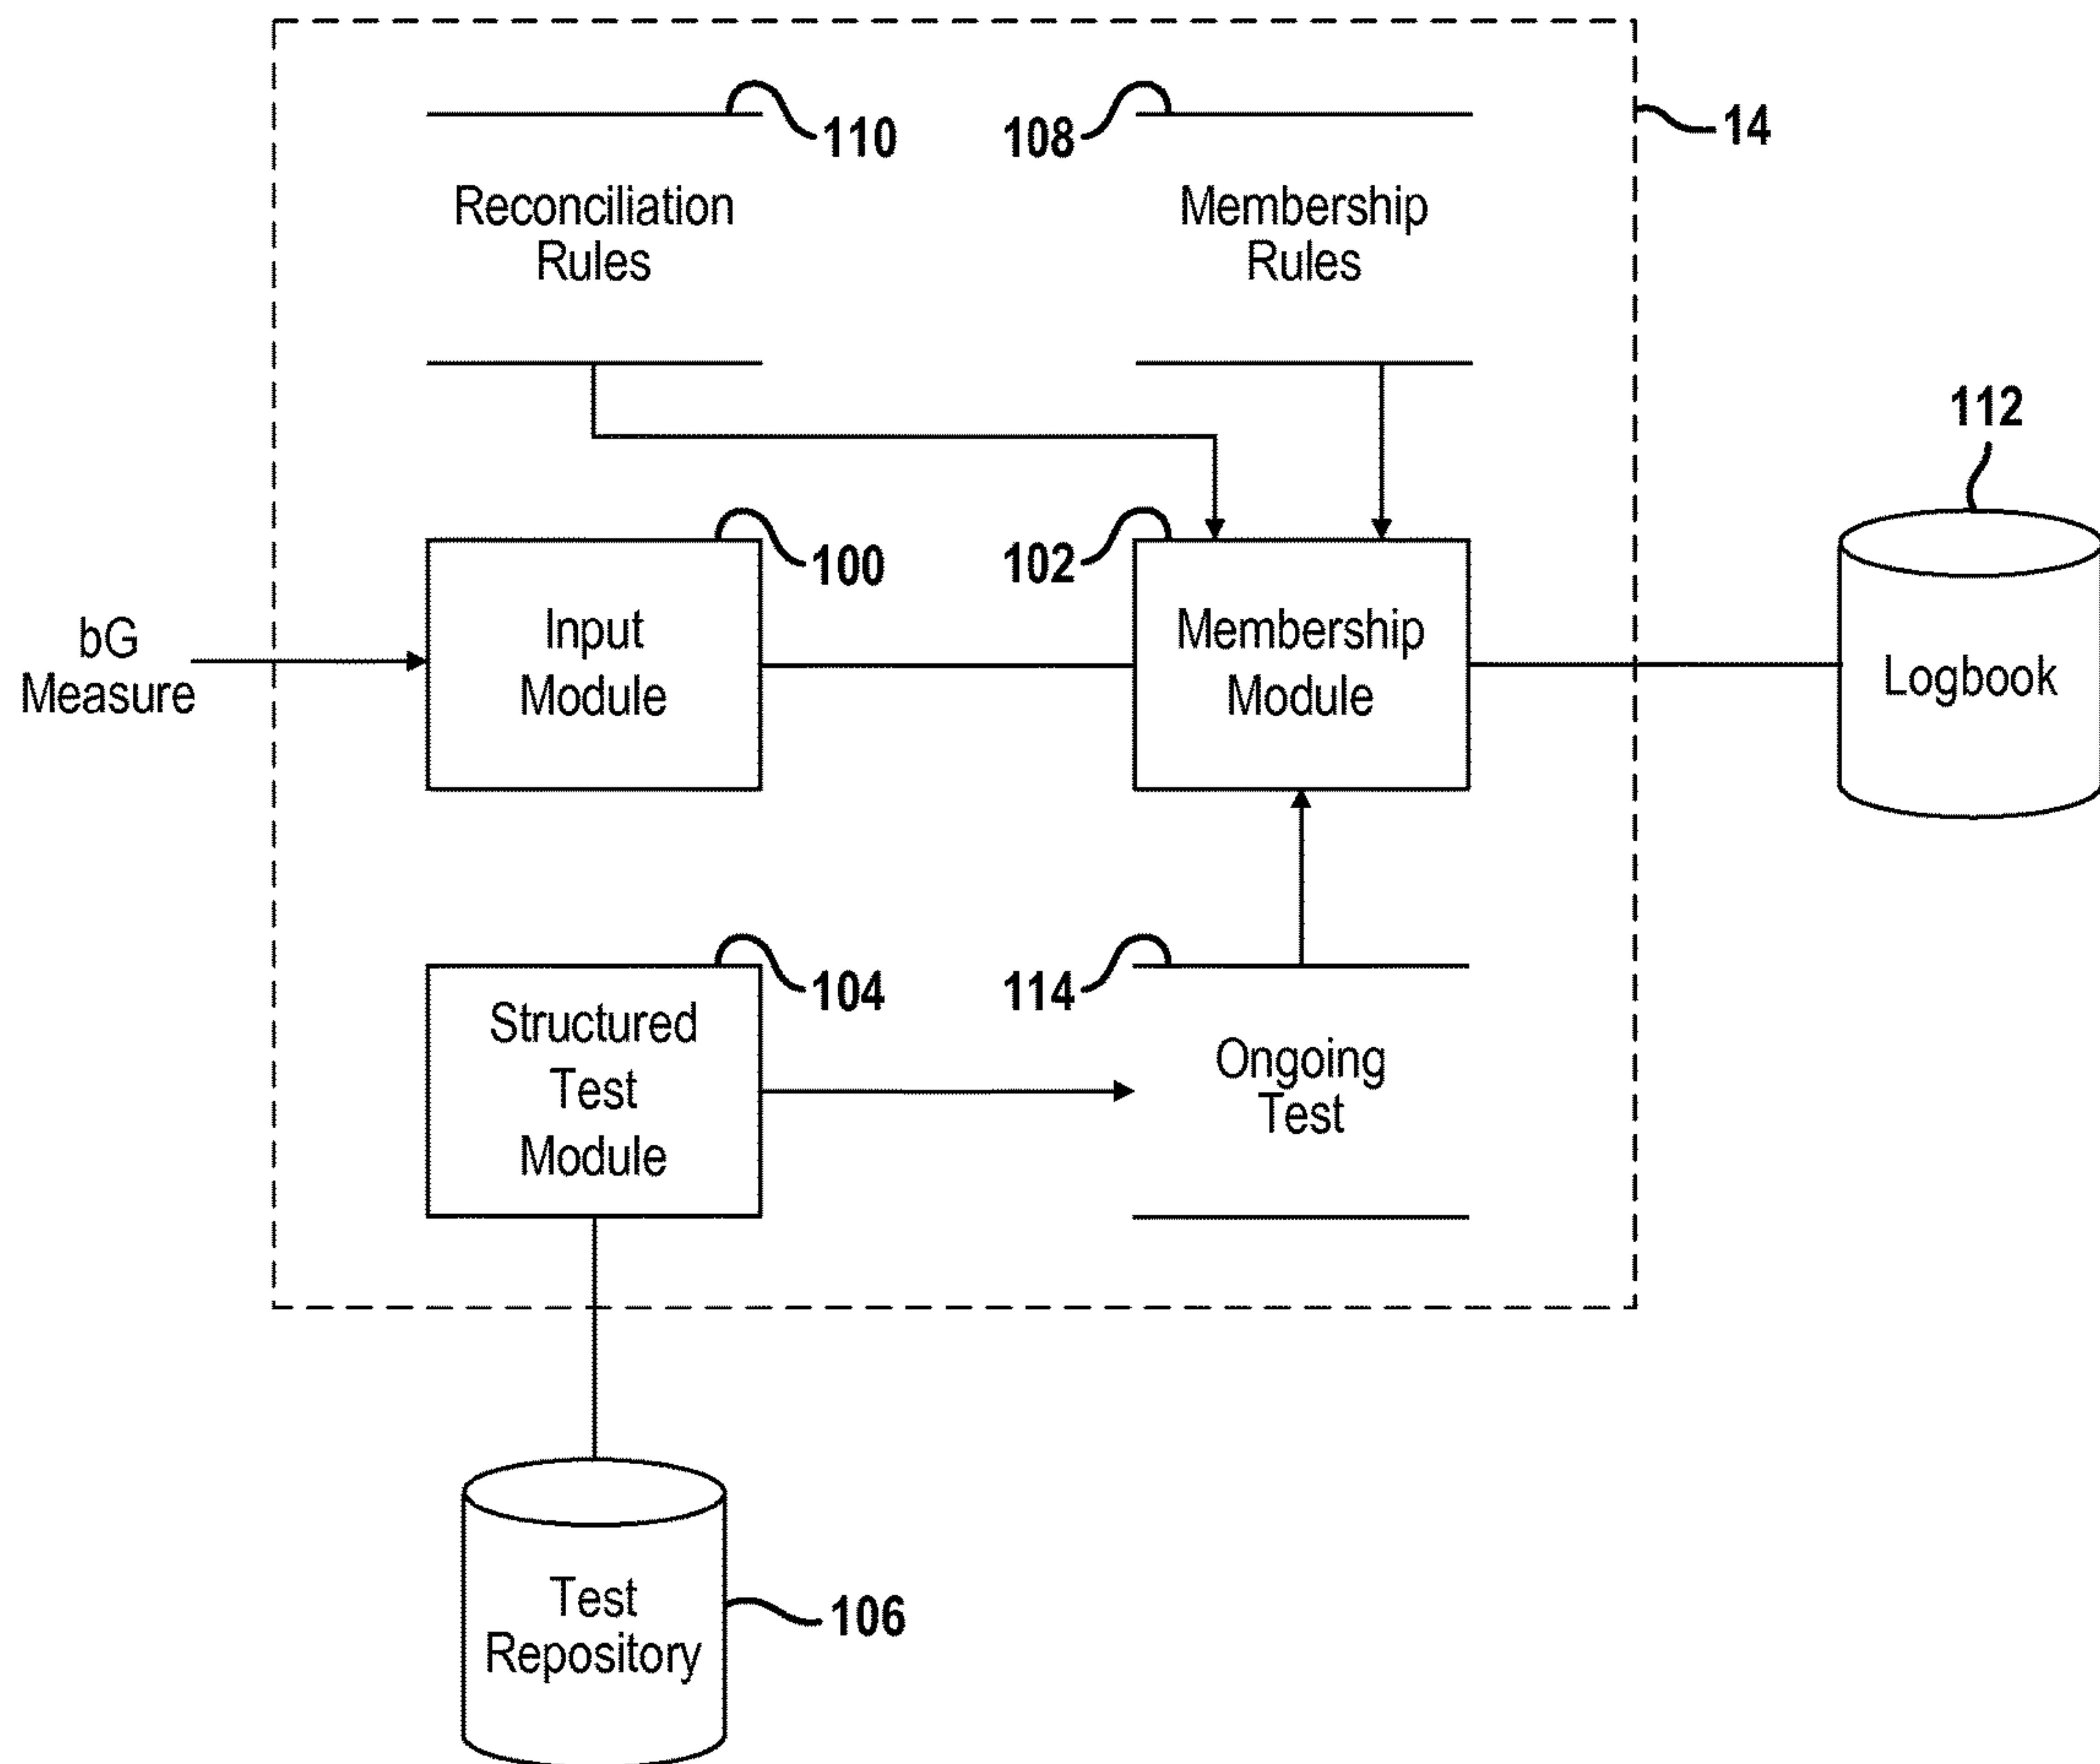 110
108
14
Reconciliation
Rules
Membership
Rules
112
100
102
bG
Measure
Input
Module
Membership
Module
Logbook
104
114
Structured
Test
Module
Ongoing
Test
Test
Repository
106